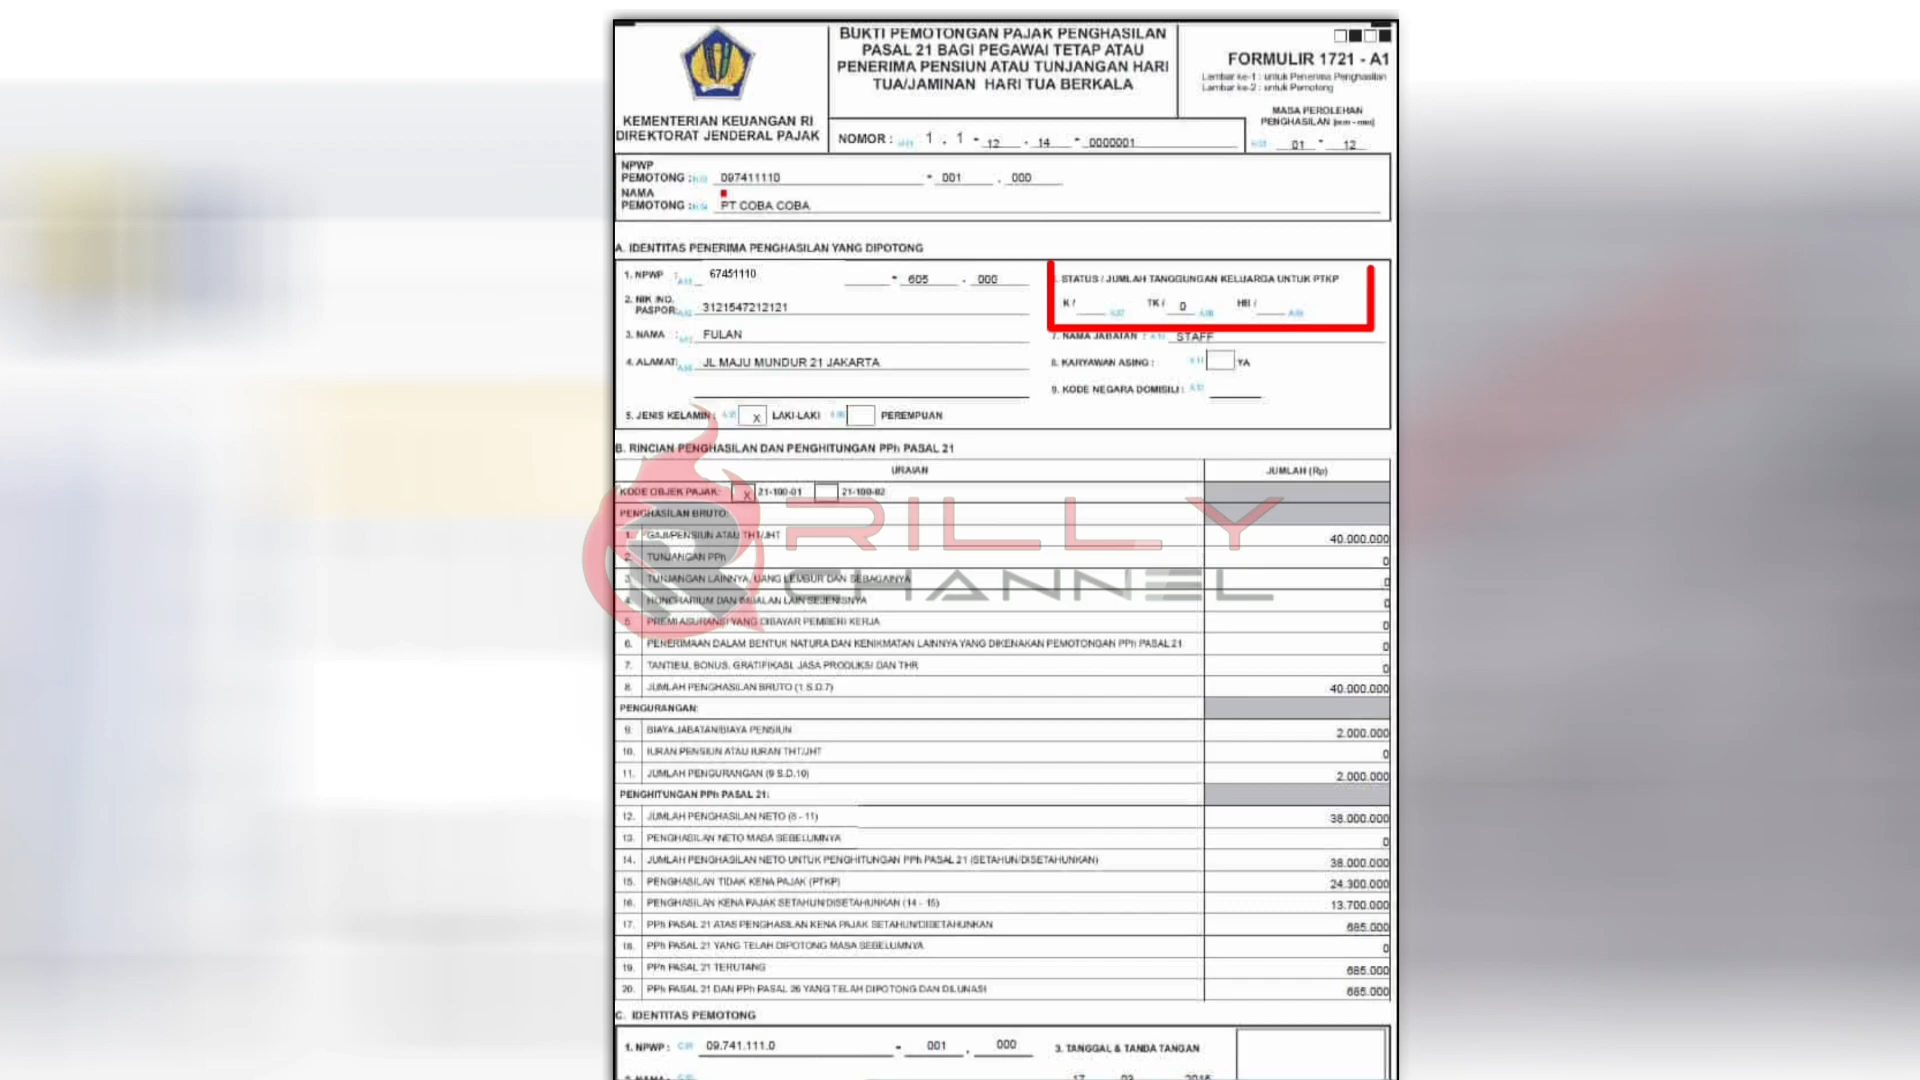 BUKTI PEMOTONGAN PAJAK PENGHASILAN
PASAL 21 BAGI PEGAWAI TETAP ATAU
PENERIMA PENSIUN ATAU TUNJANGAN HARI
TUA/JAMINAN HARI TUA BERKALA
FORMULIR 1721 - A1
Lembar ke-1 : untuk Penerima Penghasilan
Lembar ke-2 : untuk Pemotong
MASA PEROLEHAN
PENGHASILAN [mm - mm]
KEMENTERIAN KEUANGAN RI
DIREKTORAT JENDERAL PAJAK
NOMOR : 1 . 1 - 12 . 14 - 0000001
01 - 12
NPWP
PEMOTONG : 097411110 - 001 . 000
NAMA
PEMOTONG : PT COBA COBA
A. IDENTITAS PENERIMA PENGHASILAN YANG DIPOTONG
1. NPWP : 67451110 - 605 . 000
STATUS / JUMLAH TANGGUNGAN KELUARGA UNTUK PTKP
2. NIK /NO.
PASPOR: 3121547212121
K / TK / 0 HB /
3. NAMA : FULAN
7. NAMA JABATAN : STAFF
4. ALAMAT: JL MAJU MUNDUR 21 JAKARTA
8. KARYAWAN ASING : YA
9. KODE NEGARA DOMISILI :
5. JENIS KELAMIN : X LAKI-LAKI PEREMPUAN
B. RINCIAN PENGHASILAN DAN PENGHITUNGAN PPh PASAL 21
URAIAN JUMLAH (Rp)
KODE OBJEK PAJAK: X 21-100-01 21-100-02
PENGHASILAN BRUTO:
1. GAJI/PENSIUN ATAU THT/JHT 40.000.000
2. TUNJANGAN PPh 0
3. TUNJANGAN LAINNYA, UANG LEMBUR DAN SEBAGAINYA 0
4. HONORARIUM DAN IMBALAN LAIN SEJENISNYA 0
5. PREMI ASURANSI YANG DIBAYAR PEMBERI KERJA 0
6. PENERIMAAN DALAM BENTUK NATURA DAN KENIKMATAN LAINNYA YANG DIKENAKAN PEMOTONGAN PPh PASAL 21 0
7. TANTIEM, BONUS, GRATIFIKASI, JASA PRODUKSI DAN THR 0
8. JUMLAH PENGHASILAN BRUTO (1 S.D.7) 40.000.000
PENGURANGAN:
9. BIAYA JABATAN/BIAYA PENSIUN 2.000.000
10. IURAN PENSIUN ATAU IURAN THT/JHT 0
11. JUMLAH PENGURANGAN (9 S.D.10) 2.000.000
PENGHITUNGAN PPh PASAL 21:
12. JUMLAH PENGHASILAN NETO (8 - 11) 38.000.000
13. PENGHASILAN NETO MASA SEBELUMNYA 0
14. JUMLAH PENGHASILAN NETO UNTUK PENGHITUNGAN PPh PASAL 21 (SETAHUN/DISETAHUNKAN) 38.000.000
15. PENGHASILAN TIDAK KENA PAJAK (PTKP) 24.300.000
16. PENGHASILAN KENA PAJAK SETAHUN/DISETAHUNKAN (14 - 15) 13.700.000
17. PPh PASAL 21 ATAS PENGHASILAN KENA PAJAK SETAHUN/DISETAHUNKAN 685.000
18. PPh PASAL 21 YANG TELAH DIPOTONG MASA SEBELUMNYA 0
19. PPh PASAL 21 TERUTANG 685.000
20. PPh PASAL 21 DAN PPh PASAL 26 YANG TELAH DIPOTONG DAN DILUNASI 685.000
RILLY
CHANNEL
C. IDENTITAS PEMOTONG
1. NPWP : 09.741.111.0 - 001 . 000
3. TANGGAL & TANDA TANGAN